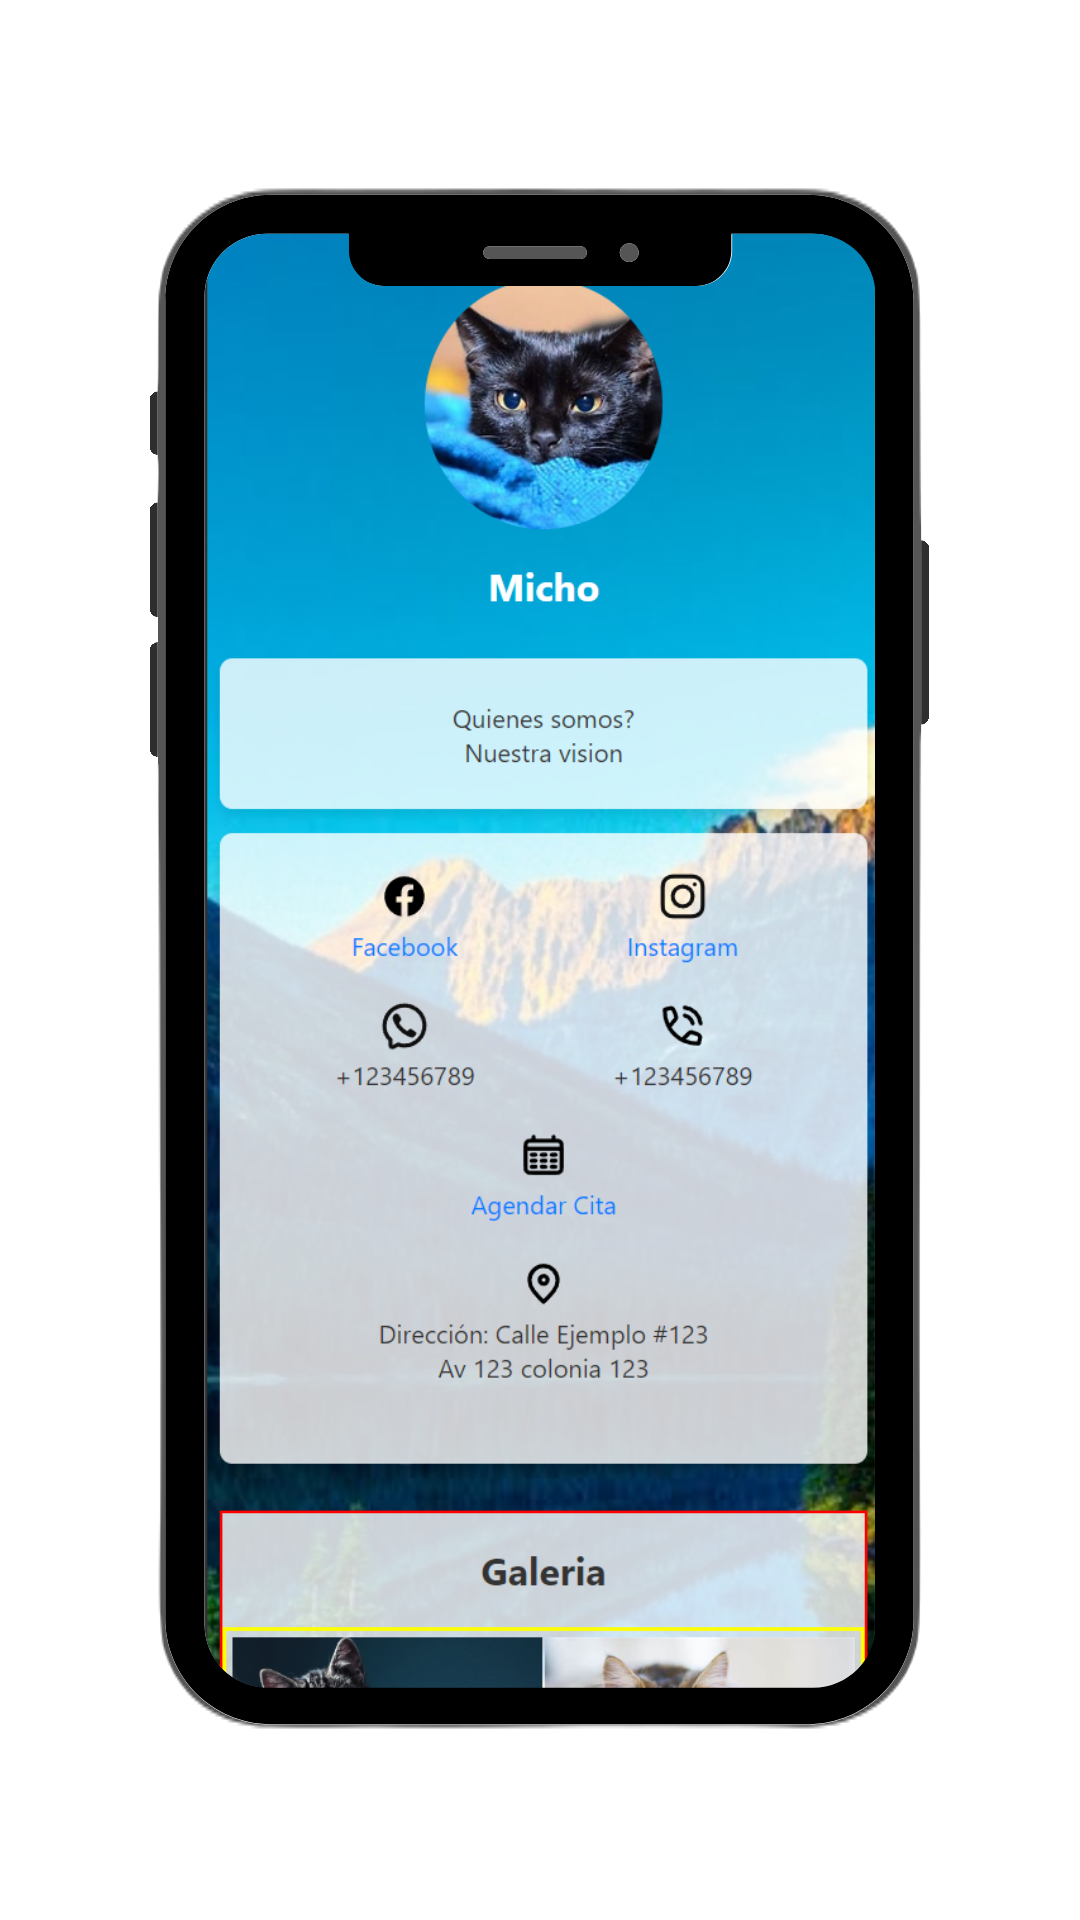 Micho
Quienes somos?
Nuestra vision
Facebook
Instagram
+123456789
+123456789
Agendar Cita
Dirección: Calle Ejemplo #123
Av 123 colonia 123
Galeria